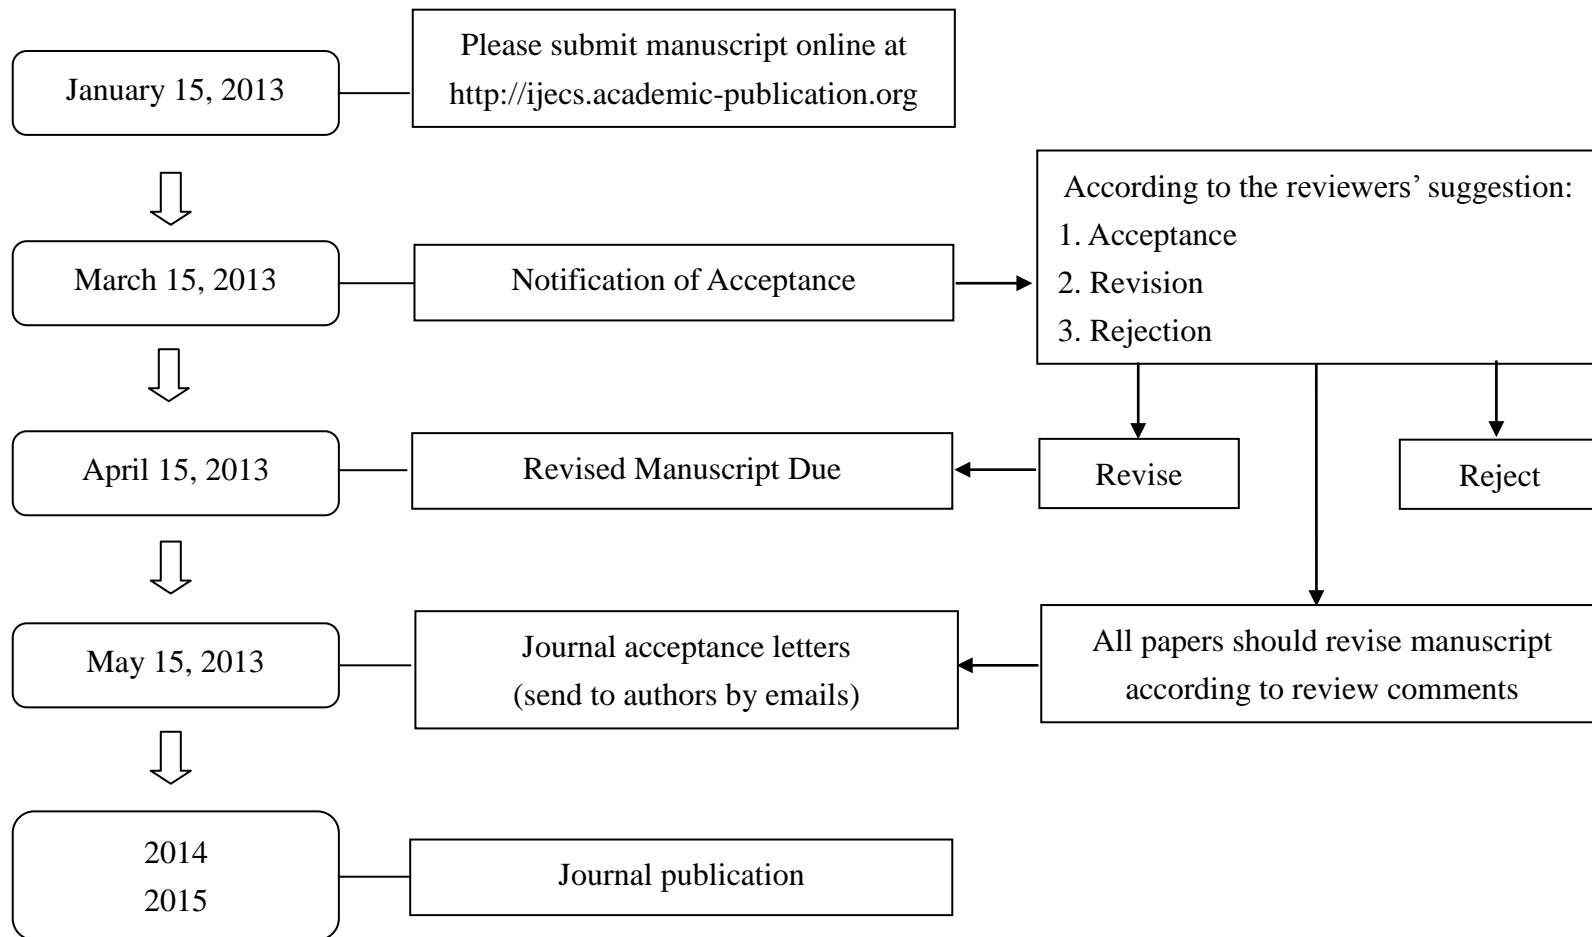 January 15, 2013
Please submit manuscript online at
http://ijecs.academic-publication.org
March 15, 2013
Notification of Acceptance
According to the reviewers’ suggestion:
1. Acceptance
2. Revision
3. Rejection
April 15, 2013
Revised Manuscript Due
Revise
Reject
May 15, 2013
Journal acceptance letters
(send to authors by emails)
All papers should revise manuscript
according to review comments
2014
2015
Journal publication